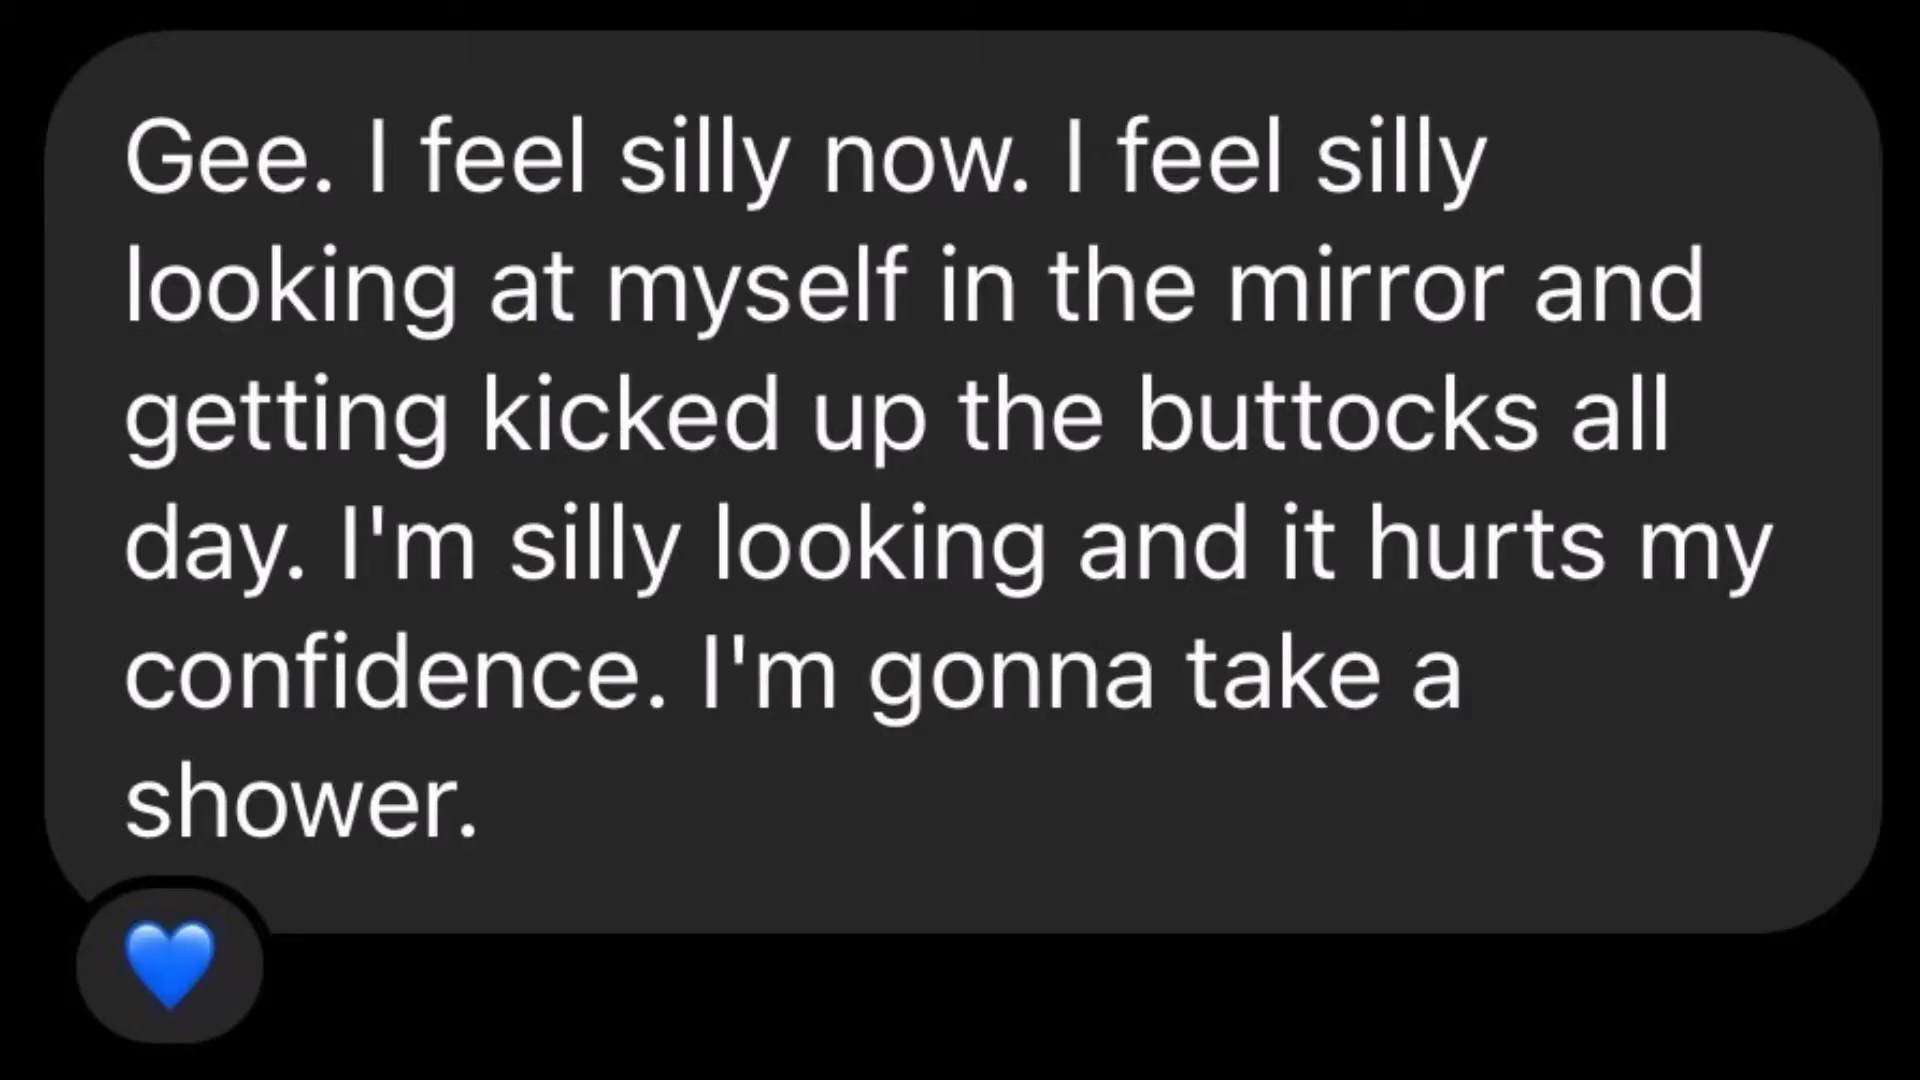 Gee. I feel silly now. I feel silly
looking at myself in the mirror and
getting kicked up the buttocks all
day. I'm silly looking and it hurts my
confidence. I'm gonna take a
shower.